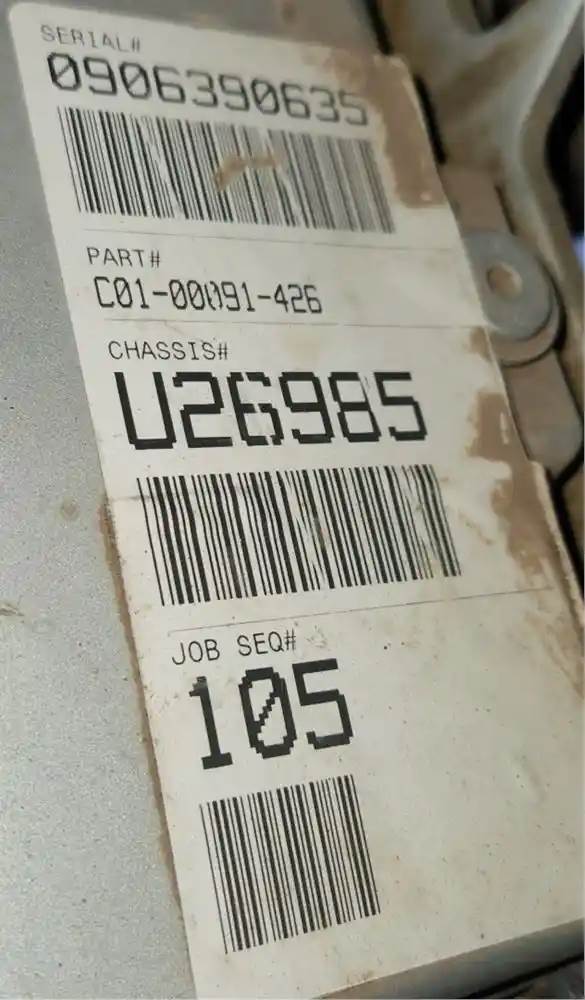 SERIAL#
0906390635
PART#
C01-00091-426
CHASSIS#
U26985
JOB SEQ#
105